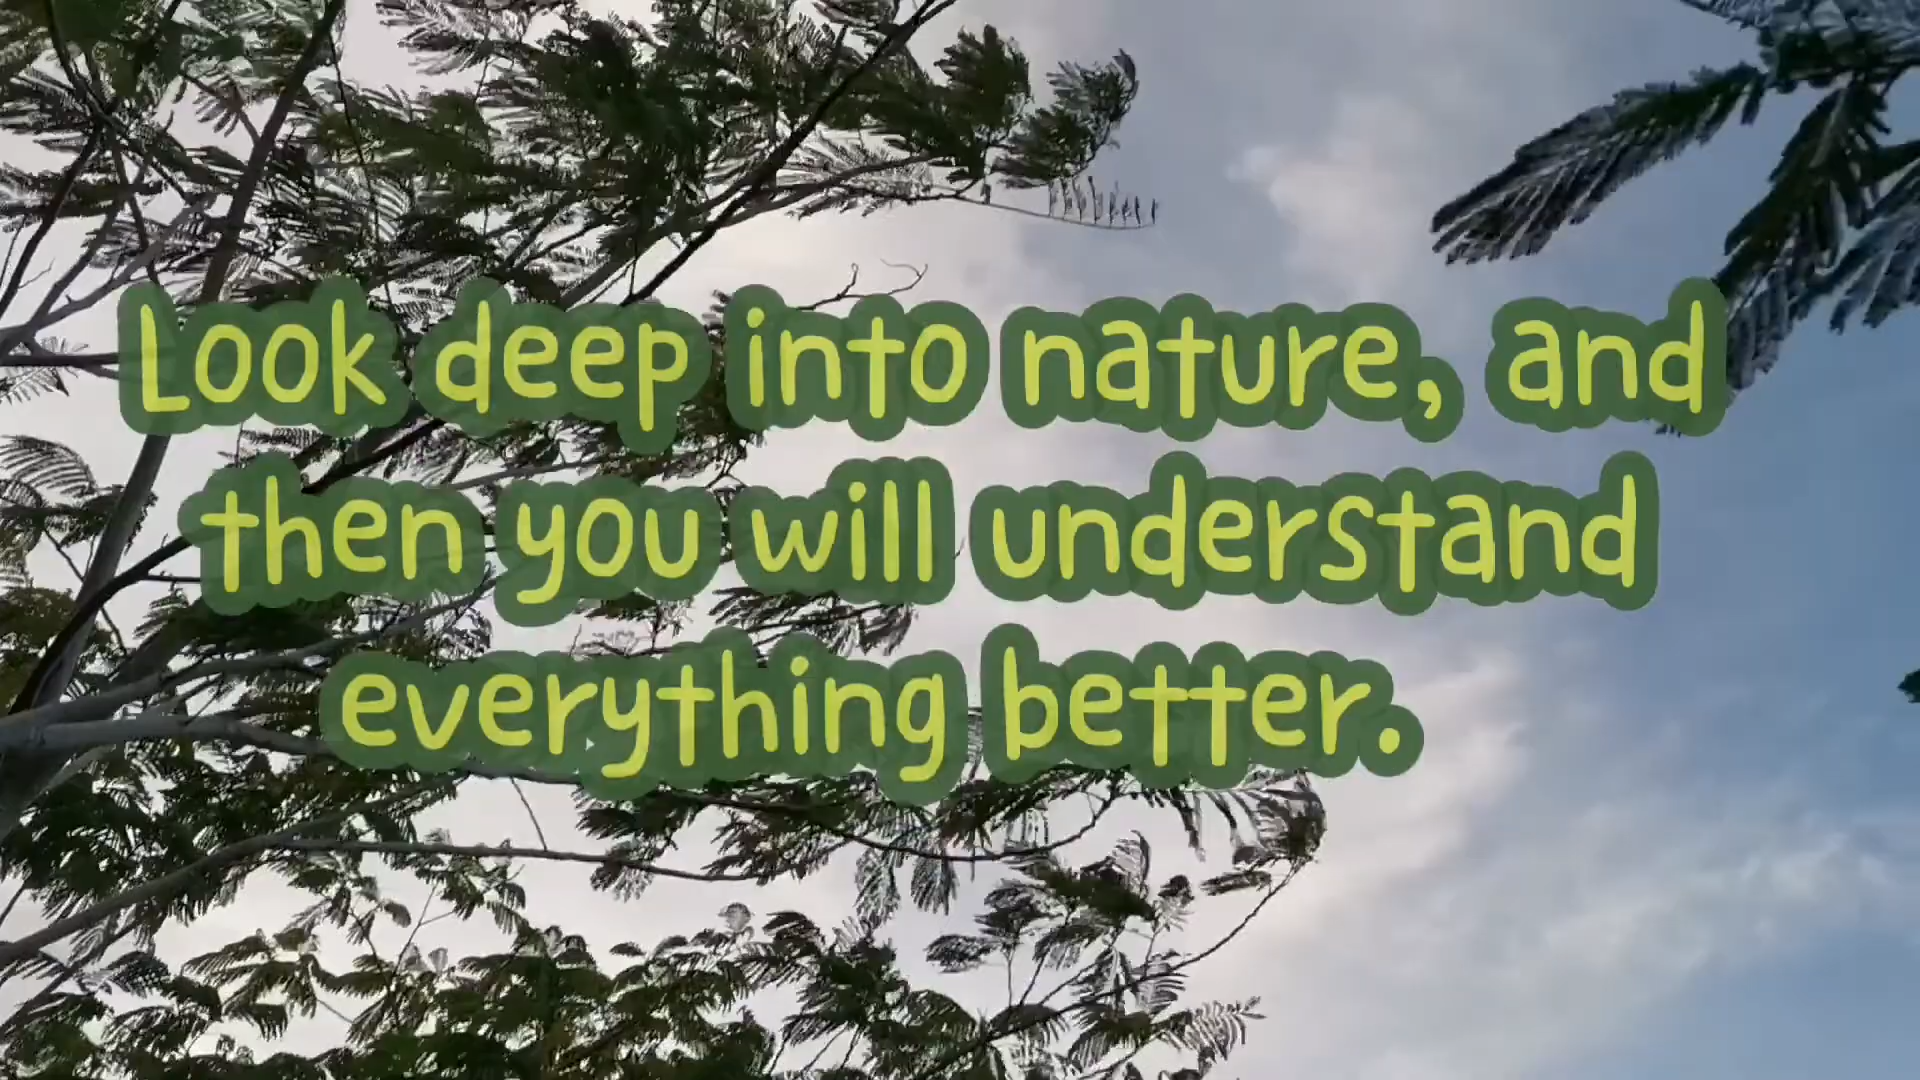 Look deep into nature, and
then you will understand
everything better.